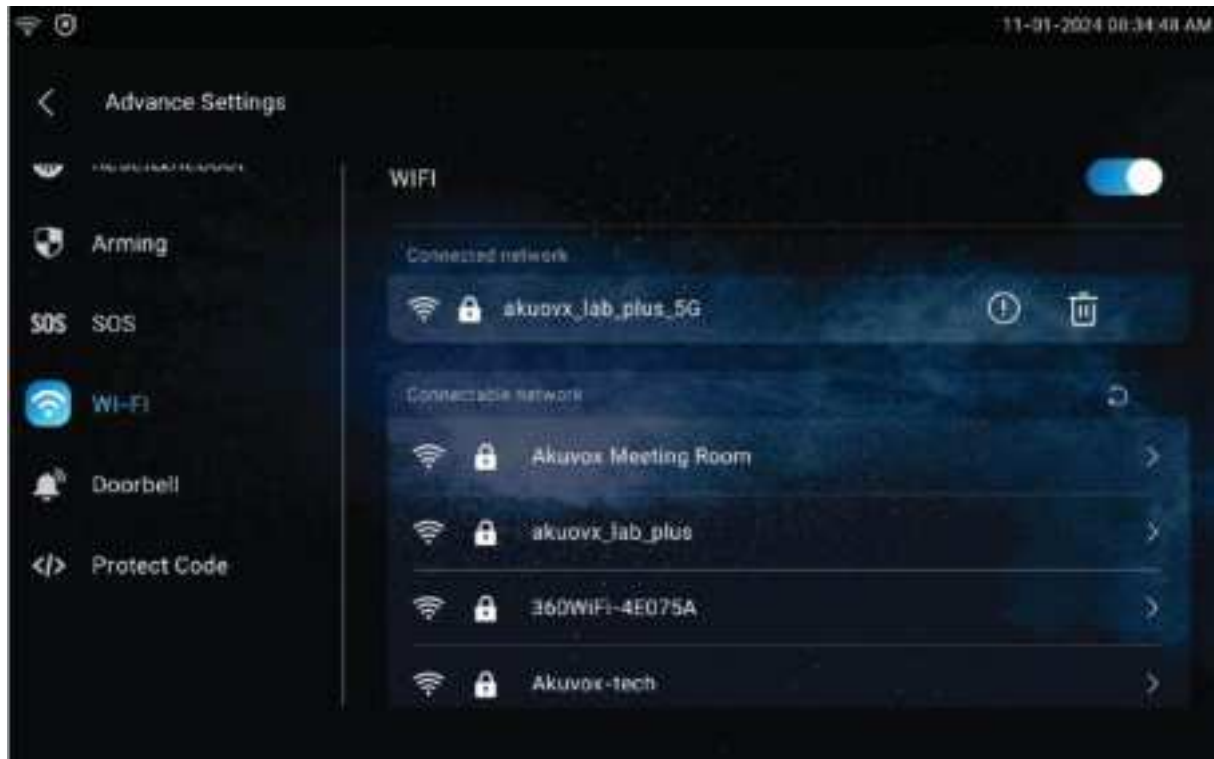 11-01-2024 08:34:48 AM
Advance Settings
WIFI
Arming
Connected network
akuovx_lab_plus_5G
SOS SOS
Connectable network
WI-FI
Akuvox Meeting Room
Doorbell
akuovx_lab_plus
</> Protect Code
360WiFi-4E075A
Akuvox-tech